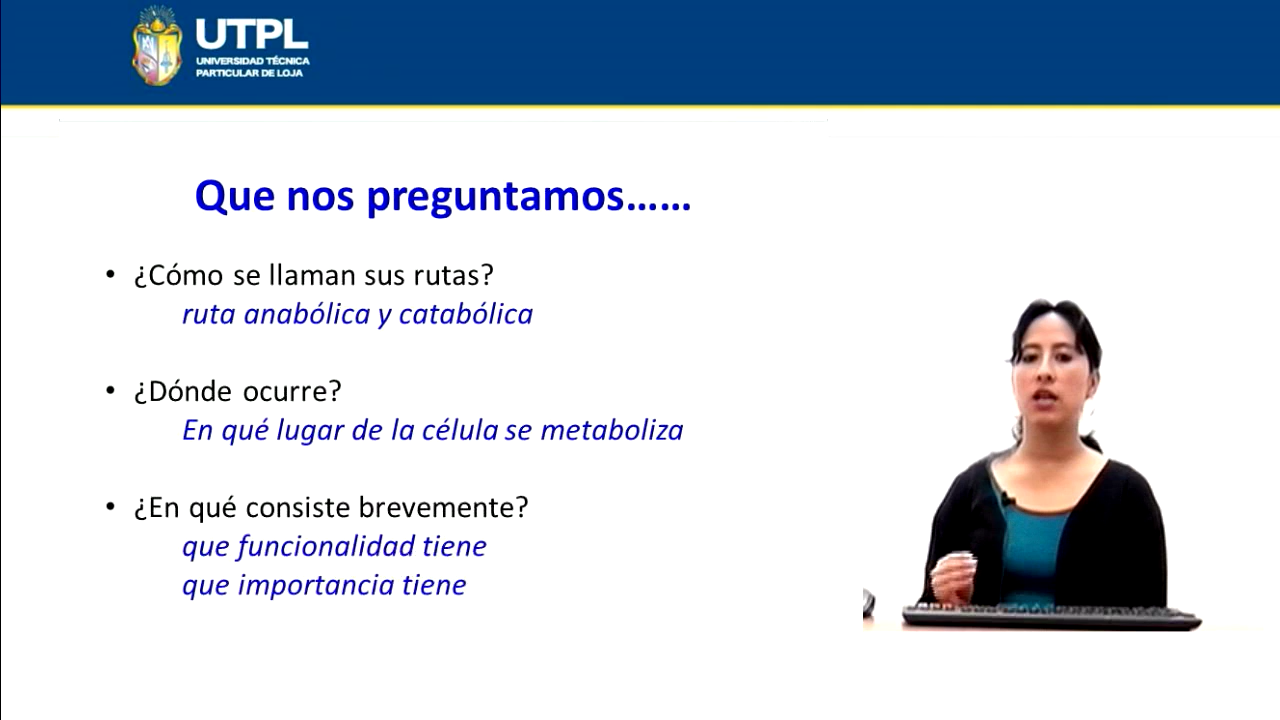 UTPL
UNIVERSIDAD TÉCNICA
PARTICULAR DE LOJA
Que nos preguntamos……
• ¿Cómo se llaman sus rutas?
ruta anabólica y catabólica
• ¿Dónde ocurre?
En qué lugar de la célula se metaboliza
• ¿En qué consiste brevemente?
que funcionalidad tiene
que importancia tiene